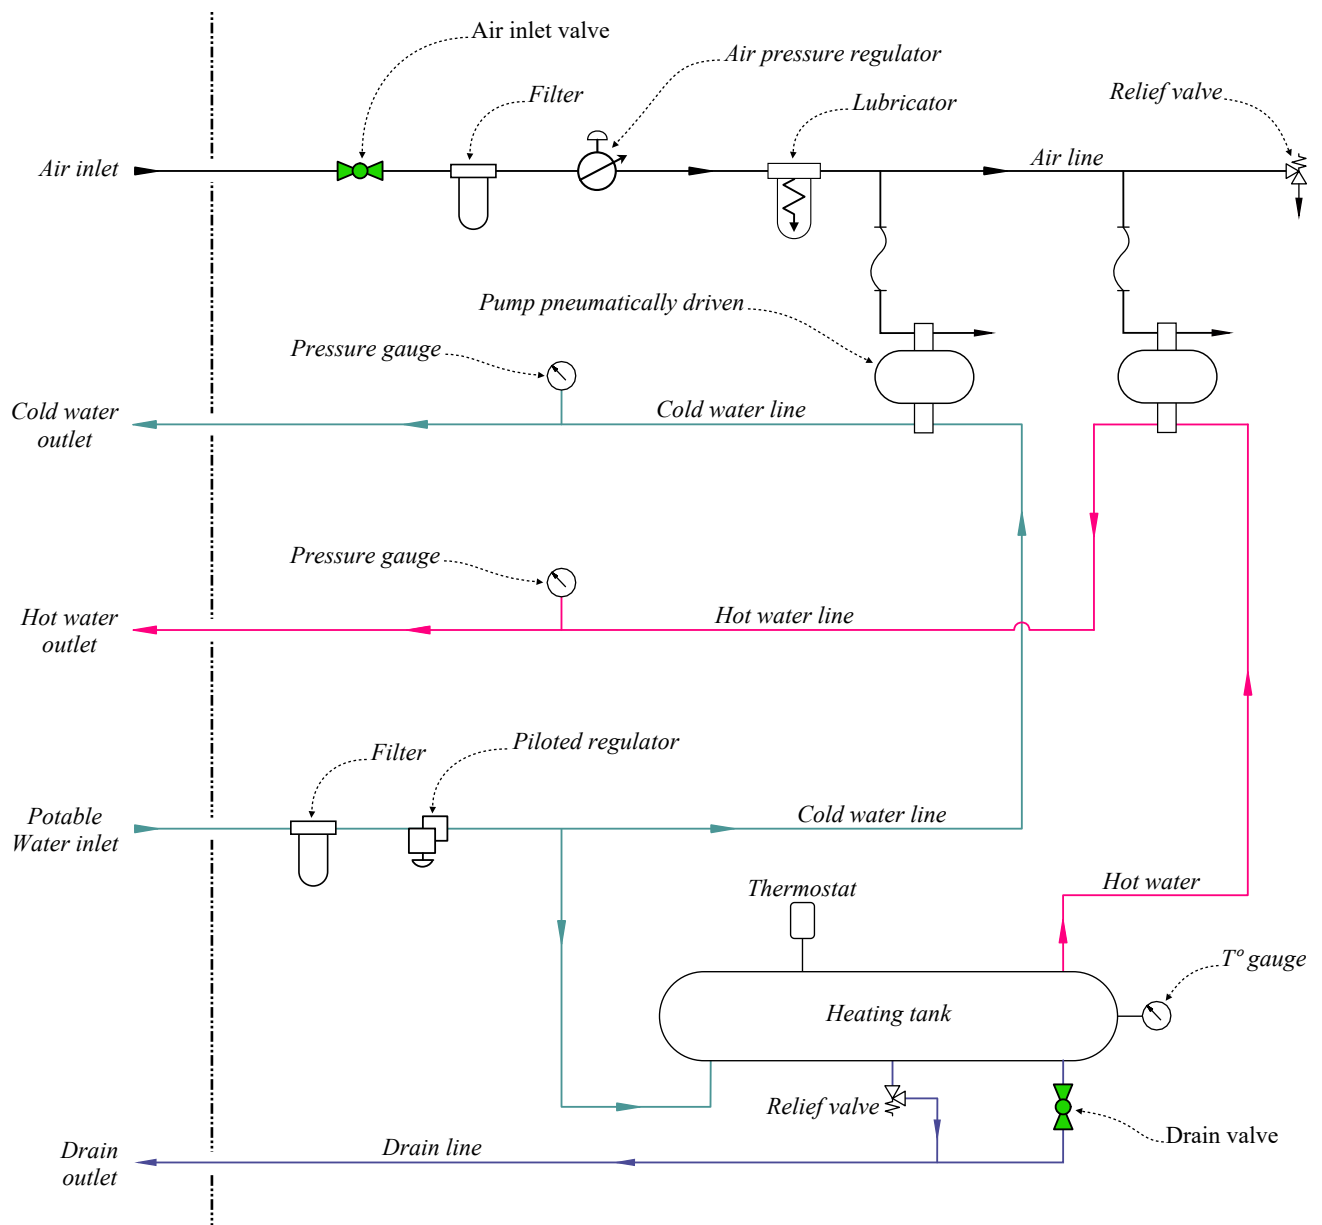 Air inlet valve
Air pressure regulator
Filter
Lubricator
Relief valve
Air inlet
Air line
Pump pneumatically driven
Pressure gauge
Cold water
outlet
Cold water line
Pressure gauge
Hot water
outlet
Hot water line
Piloted regulator
Filter
Potable
Water inlet
Cold water line
Thermostat
Hot water
Tº gauge
Heating tank
Relief valve
Drain valve
Drain
outlet
Drain line